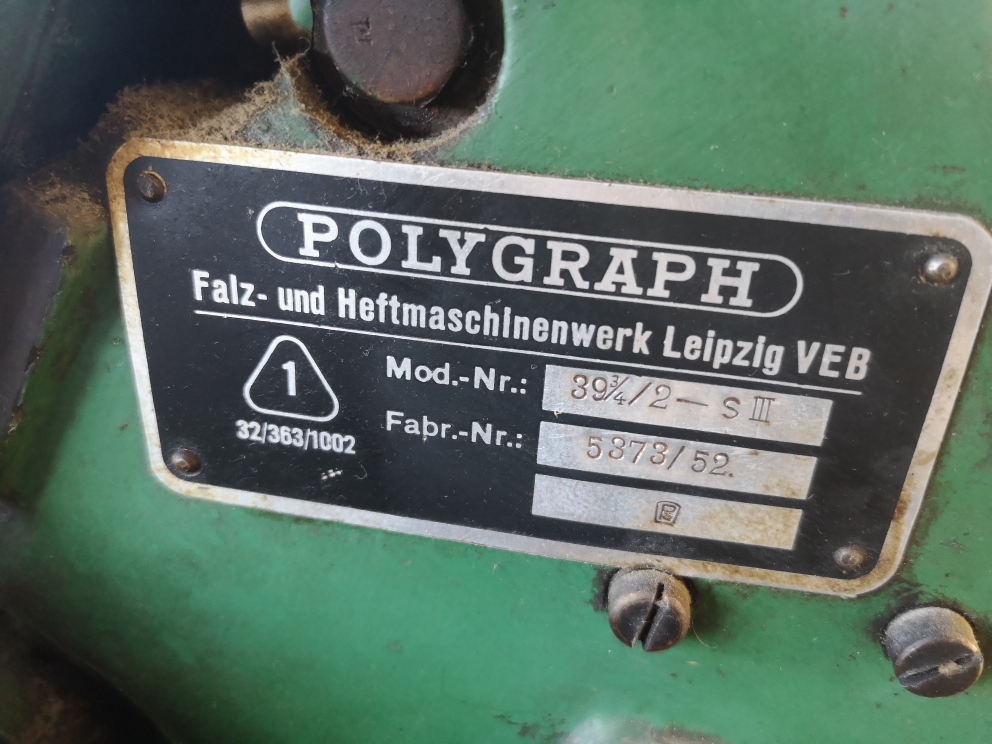 POLYGRAPH
Falz- und Heftmaschinenwerk Leipzig VEB
1
32/363/1002
Mod.-Nr.: 39¾/2 — S III
Fabr.-Nr.: 5373/52.